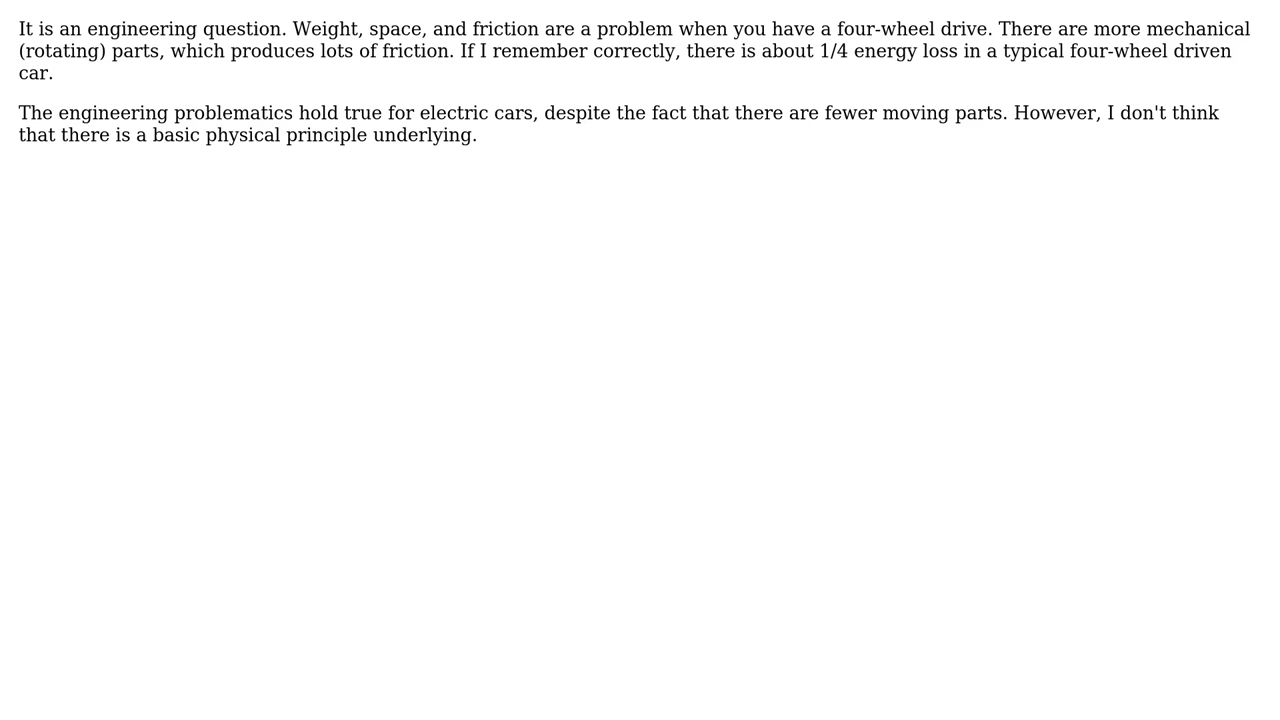 It is an engineering question. Weight, space, and friction are a problem when you have a four-wheel drive. There are more mechanical
(rotating) parts, which produces lots of friction. If I remember correctly, there is about 1/4 energy loss in a typical four-wheel driven
car.
The engineering problematics hold true for electric cars, despite the fact that there are fewer moving parts. However, I don't think
that there is a basic physical principle underlying.